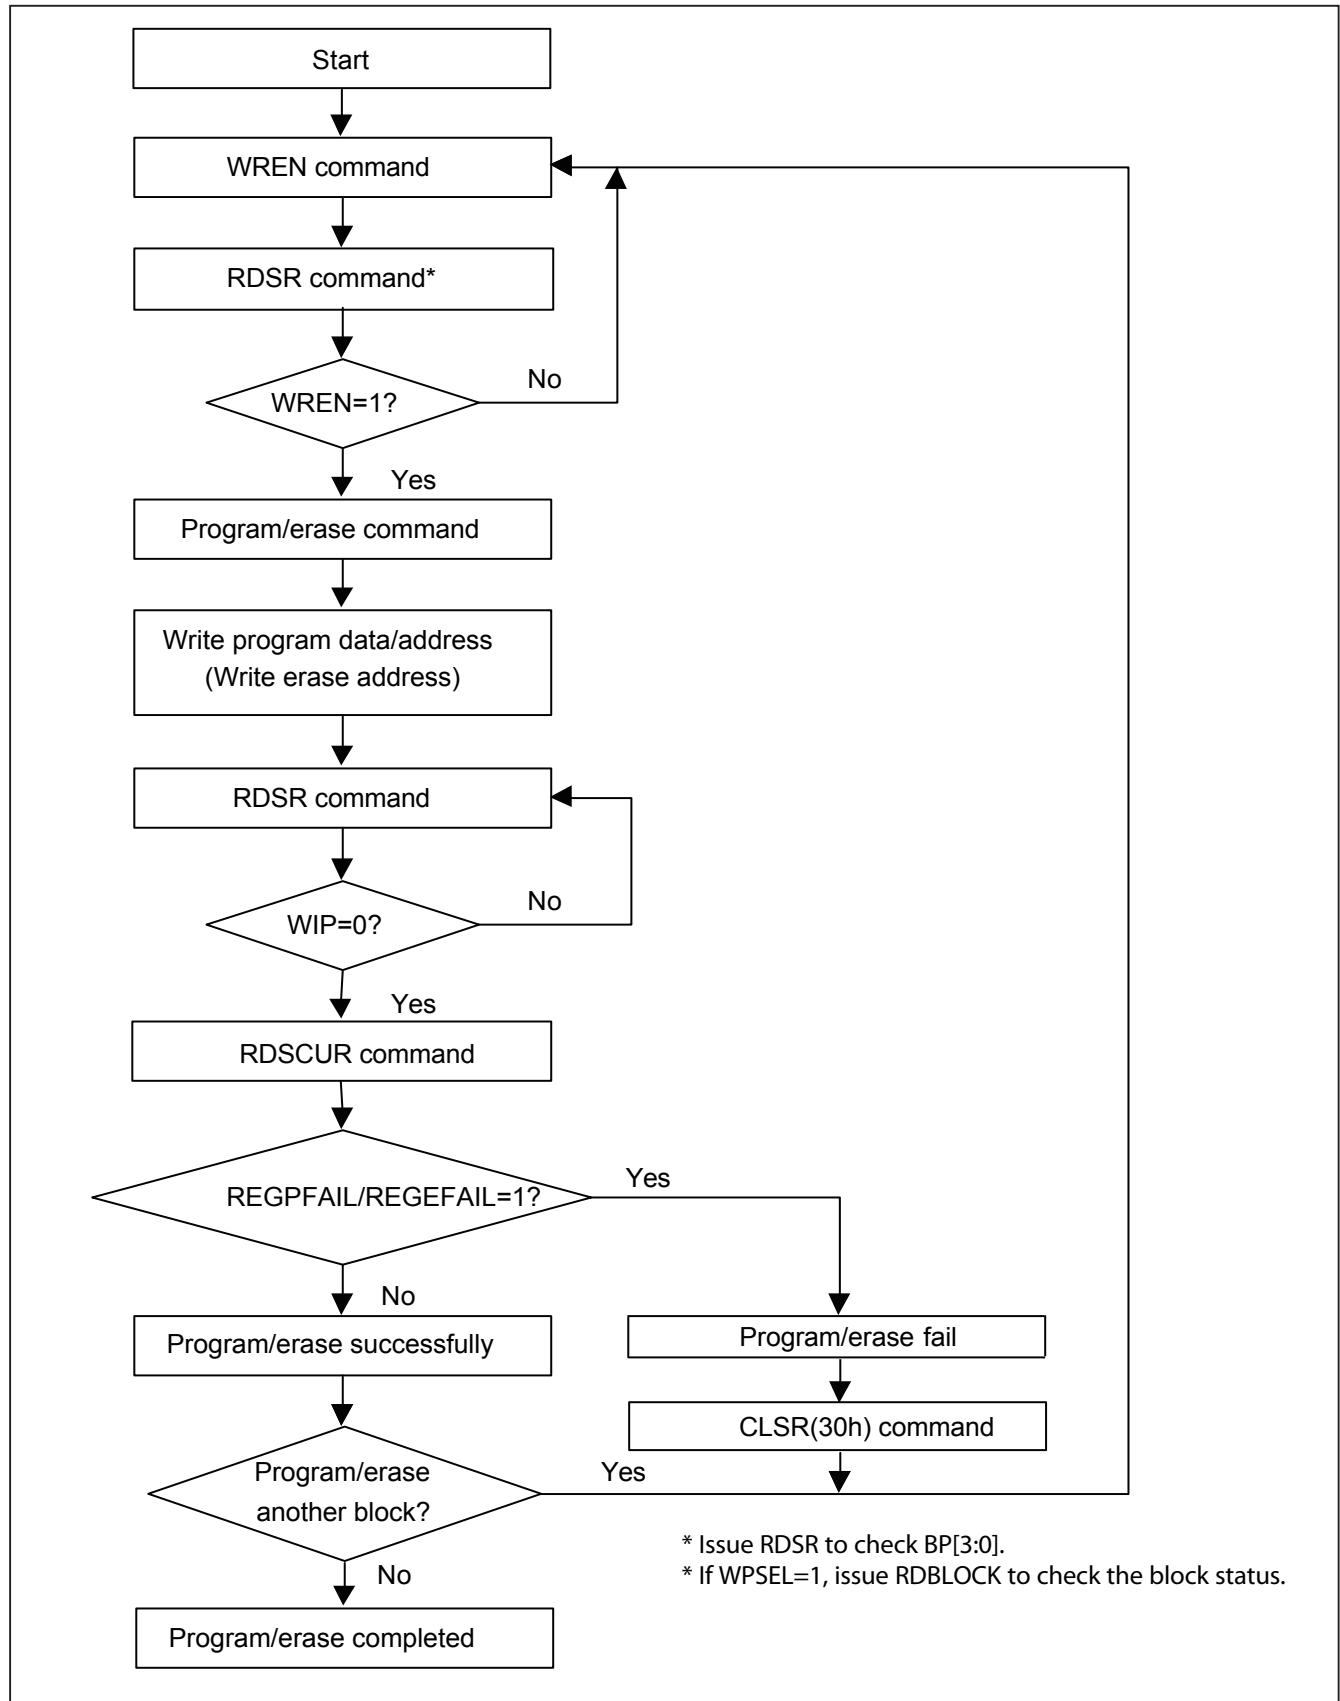 Start
WREN command
RDSR command*
WREN=1?
No
Yes
Program/erase command
Write program data/address
(Write erase address)
RDSR command
WIP=0?
No
Yes
RDSCUR command
REGPFAIL/REGEFAIL=1?
Yes
No
Program/erase successfully
Program/erase fail
CLSR(30h) command
Program/erase
another block?
Yes
* Issue RDSR to check BP[3:0].
* If WPSEL=1, issue RDBLOCK to check the block status.
No
Program/erase completed